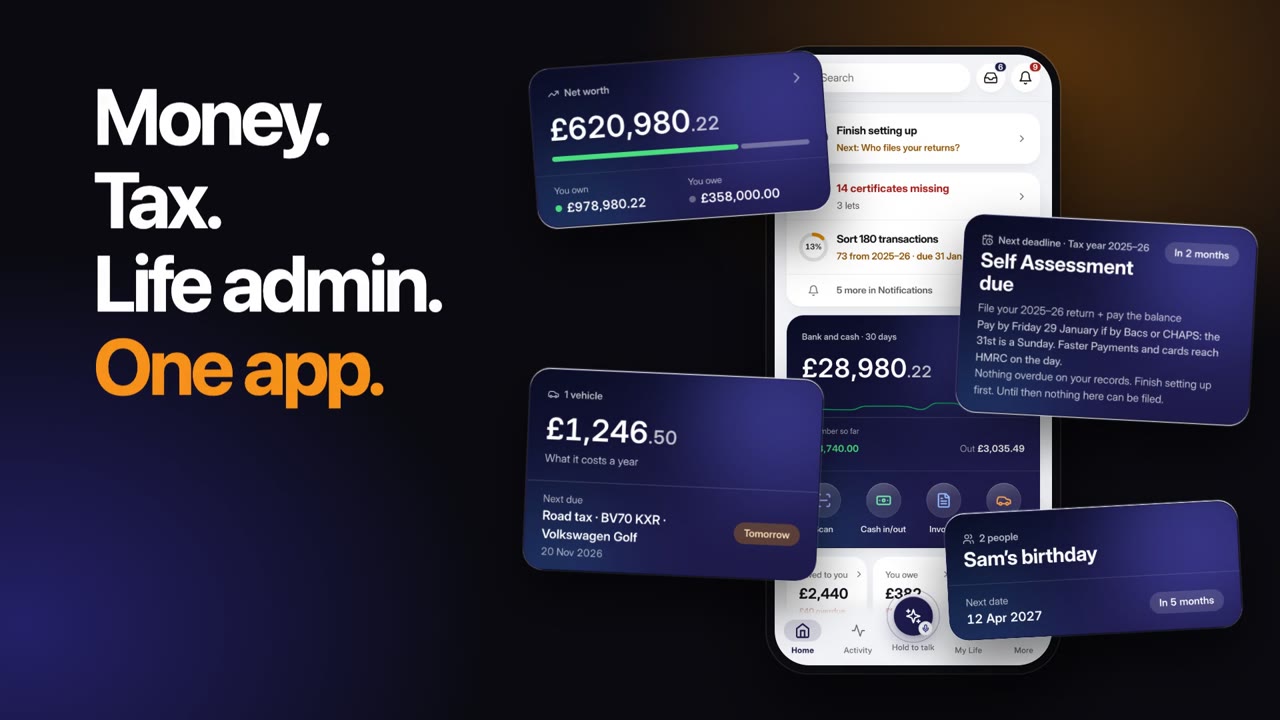 Money.
Tax.
Life admin.
One app.
Net worth
£620,980.22
You own
£978,980.22
You owe
£358,000.00
Search
6
9
Finish setting up
Next: Who files your returns?
14 certificates missing
3 lets
13%
Sort 180 transactions
73 from 2025–26 · due 31 Jan
5 more in Notifications
Next deadline · Tax year 2025–26
In 2 months
Self Assessment
due
File your 2025–26 return + pay the balance
Pay by Friday 29 January if by Bacs or CHAPS: the
31st is a Sunday. Faster Payments and cards reach
HMRC on the day.
Nothing overdue on your records. Finish setting up
first. Until then nothing here can be filed.
Bank and cash · 30 days
£28,980.22
so far
,740.00
Out £3,035.49
Cash in/out
1 vehicle
£1,246.50
What it costs a year
Next due
Road tax · BV70 KXR ·
Volkswagen Golf
20 Nov 2026
Tomorrow
2 people
Sam's birthday
Next date
12 Apr 2027
In 5 months
to you
£2,440
You owe
£382
Home
Activity
Hold to talk
My Life
More